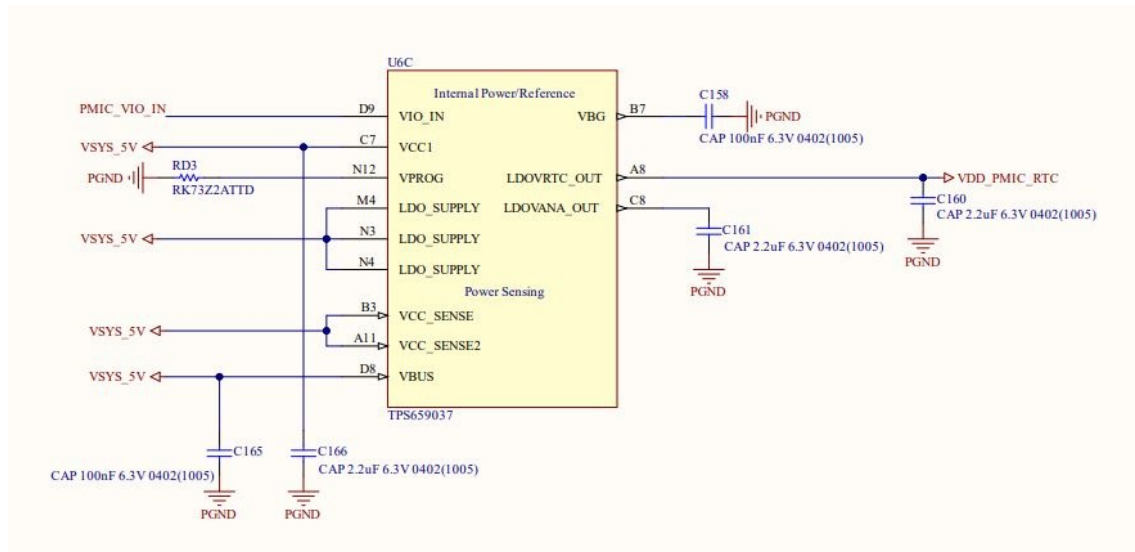 U6C
Internal Power/Reference
PMIC_VIO_IN
D9
VIO_IN
VBG
B7
C158
PGND
CAP 100nF 6.3V 0402(1005)
VSYS_5V
C7
VCC1
PGND
RD3
RK73Z2ATTD
N12
VPROG
LDOVRTC_OUT
A8
VDD_PMIC_RTC
C160
CAP 2.2uF 6.3V 0402(1005)
PGND
M4
LDO_SUPPLY
LDOVANA_OUT
C8
C161
CAP 2.2uF 6.3V 0402(1005)
PGND
VSYS_5V
N3
LDO_SUPPLY
N4
LDO_SUPPLY
Power Sensing
VSYS_5V
B3
VCC_SENSE
A11
VCC_SENSE2
VSYS_5V
D8
VBUS
TPS659037
C165
CAP 100nF 6.3V 0402(1005)
PGND
C166
CAP 2.2uF 6.3V 0402(1005)
PGND